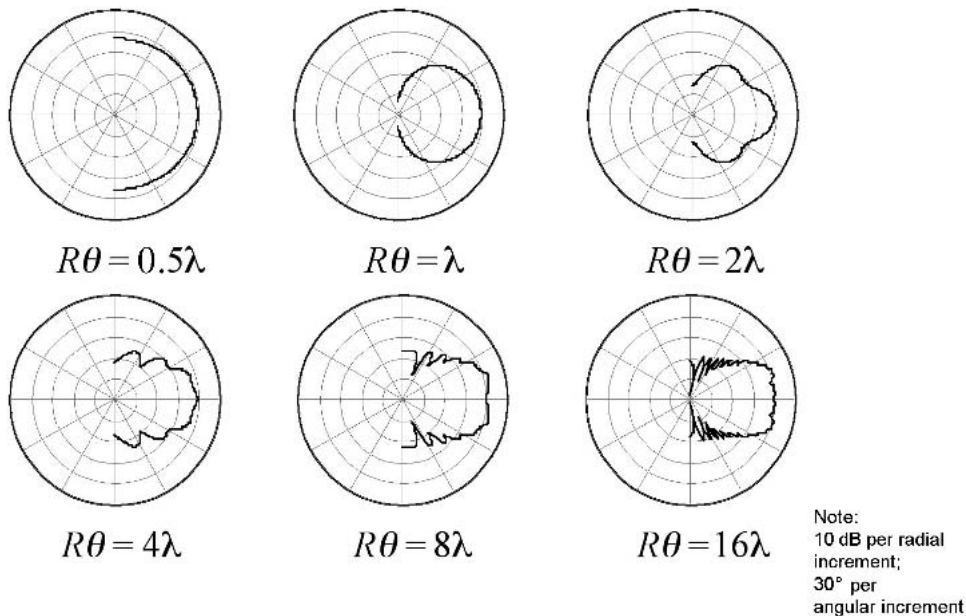 Rθ = 0.5λ
Rθ = λ
Rθ = 2λ
Rθ = 4λ
Rθ = 8λ
Rθ = 16λ
Note:
10 dB per radial
increment;
30° per
angular increment